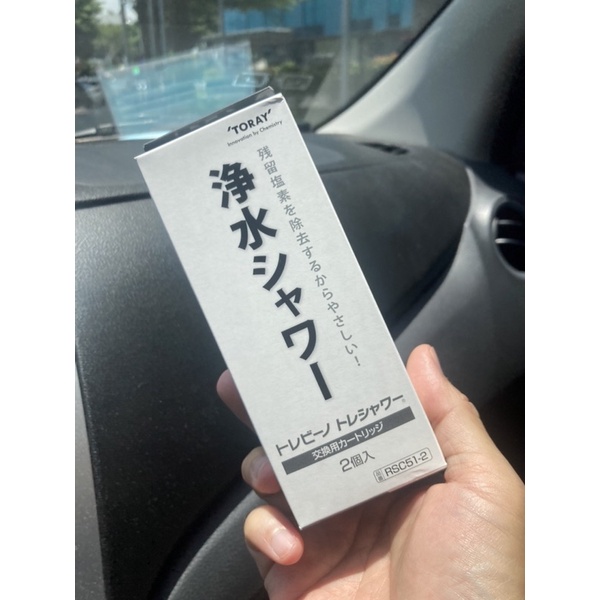 'TORAY'
Innovation by Chemistry
残留塩素を除去するからやさしい!
浄水シャワー
トレビーノ トレシャワー®
交換用カートリッジ
2個入
品番 RSC51-2